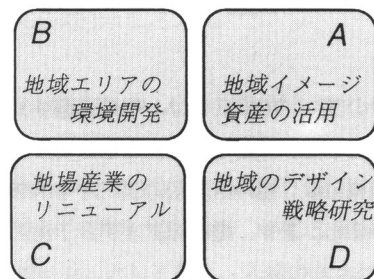 B
地域エリアの
環境開発
A
地域イメージ
資産の活用
地場産業の
リニューアル
C
地域のデザイン
戦略研究
D